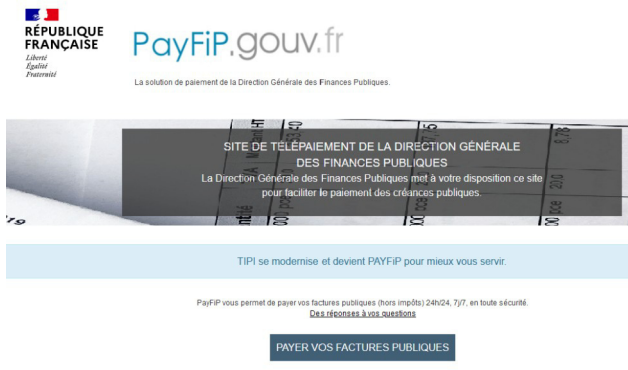 RÉPUBLIQUE
FRANÇAISE
Liberté
Égalité
Fraternité
PayFiP.gouv.fr
La solution de paiement de la Direction Générale des Finances Publiques.
SITE DE TÉLÉPAIEMENT DE LA DIRECTION GÉNÉRALE
DES FINANCES PUBLIQUES
La Direction Générale des Finances Publiques met à votre disposition ce site
pour faciliter le paiement des créances publiques.
TIPI se modernise et devient PAYFiP pour mieux vous servir.
PayFiP vous permet de payer vos factures publiques (hors impôts) 24h/24, 7j/7, en toute sécurité.
Des réponses à vos questions
PAYER VOS FACTURES PUBLIQUES